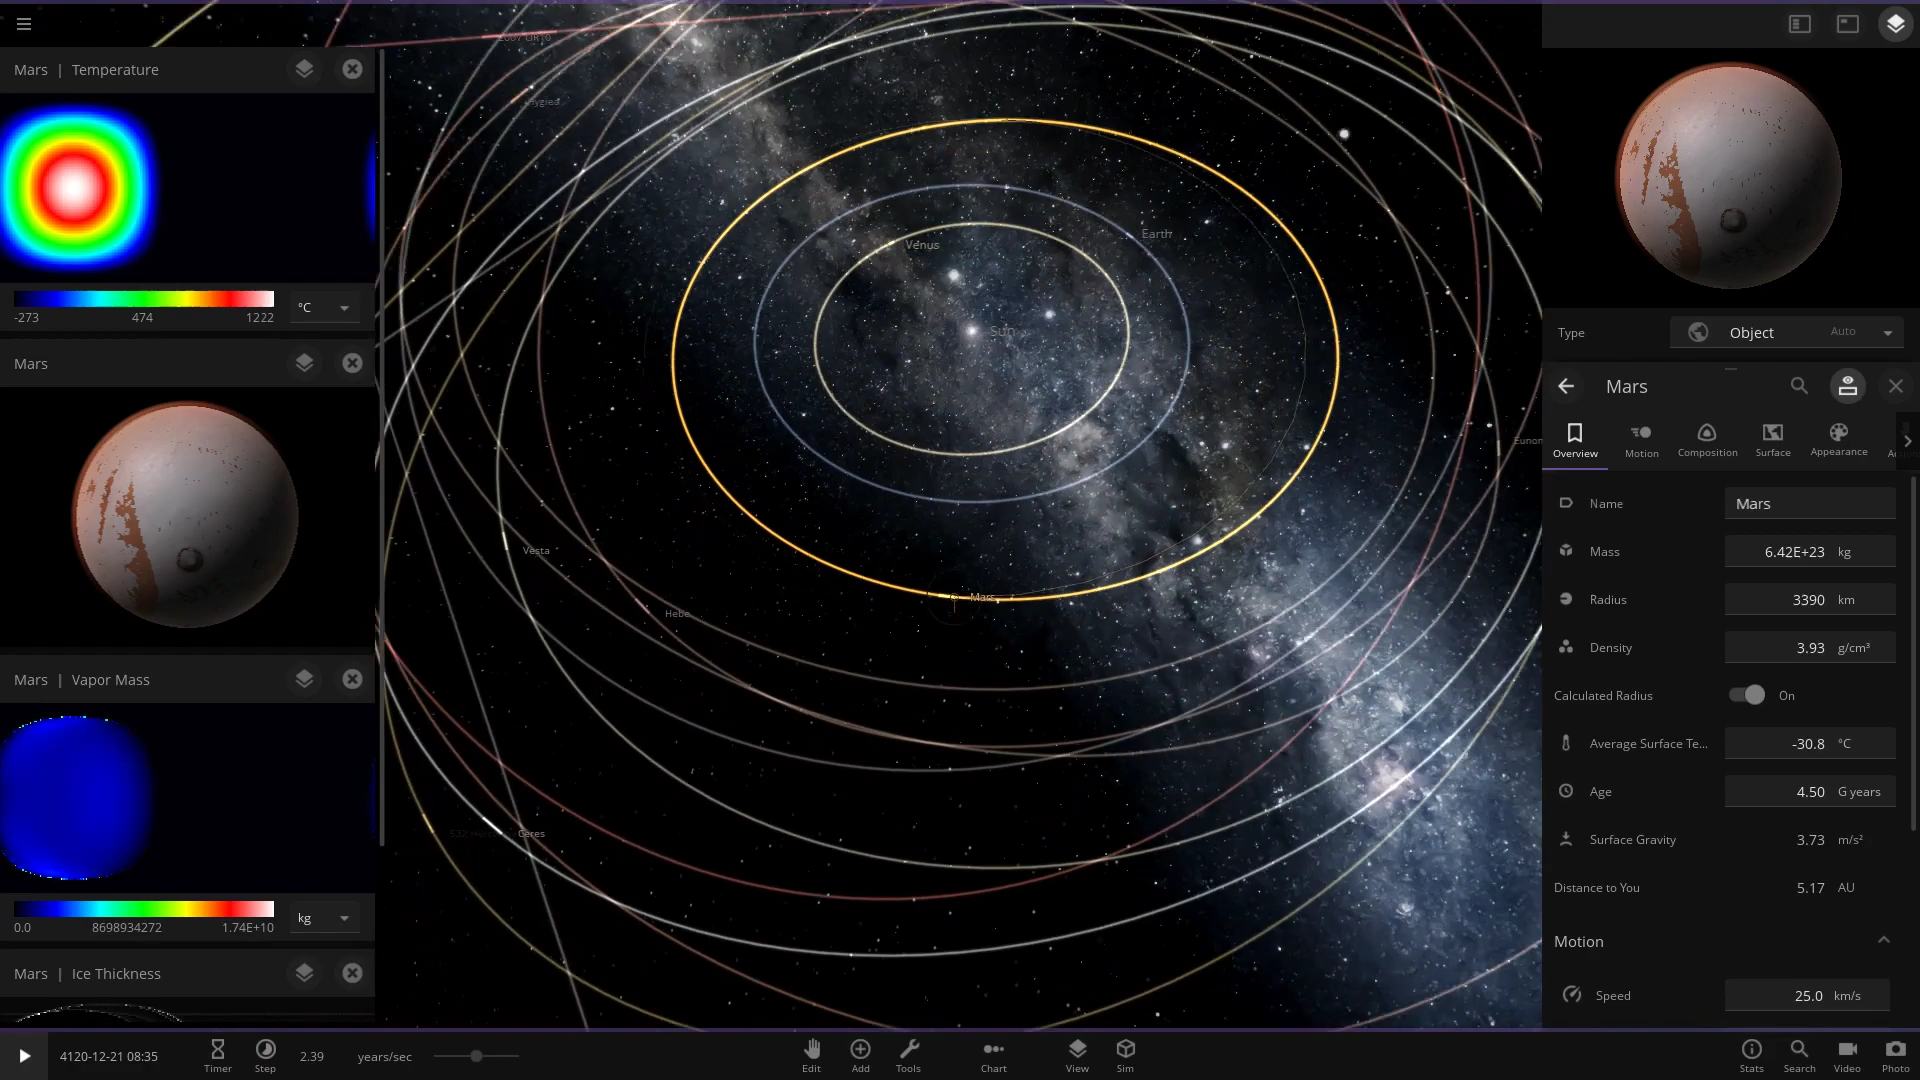 Mars | Temperature
-273 474 1222 °C
Mars
Mars | Vapor Mass
0.0 8698934272 1.74E+10 kg
Mars | Ice Thickness
Hygiea
Venus
Earth
Sun
Vesta
Hebe
Mars
Ceres
Type Object Auto
Mars
Overview Motion Composition Surface Appearance
Name Mars
Mass 6.42E+23 kg
Radius 3390 km
Density 3.93 g/cm³
Calculated Radius On
Average Surface Te... -30.8 °C
Age 4.50 G years
Surface Gravity 3.73 m/s²
Distance to You 5.17 AU
Motion
Speed 25.0 km/s
4120-12-21 08:35 Timer Step 2.39 years/sec Edit Add Tools Chart View Sim Stats Search Video Photo